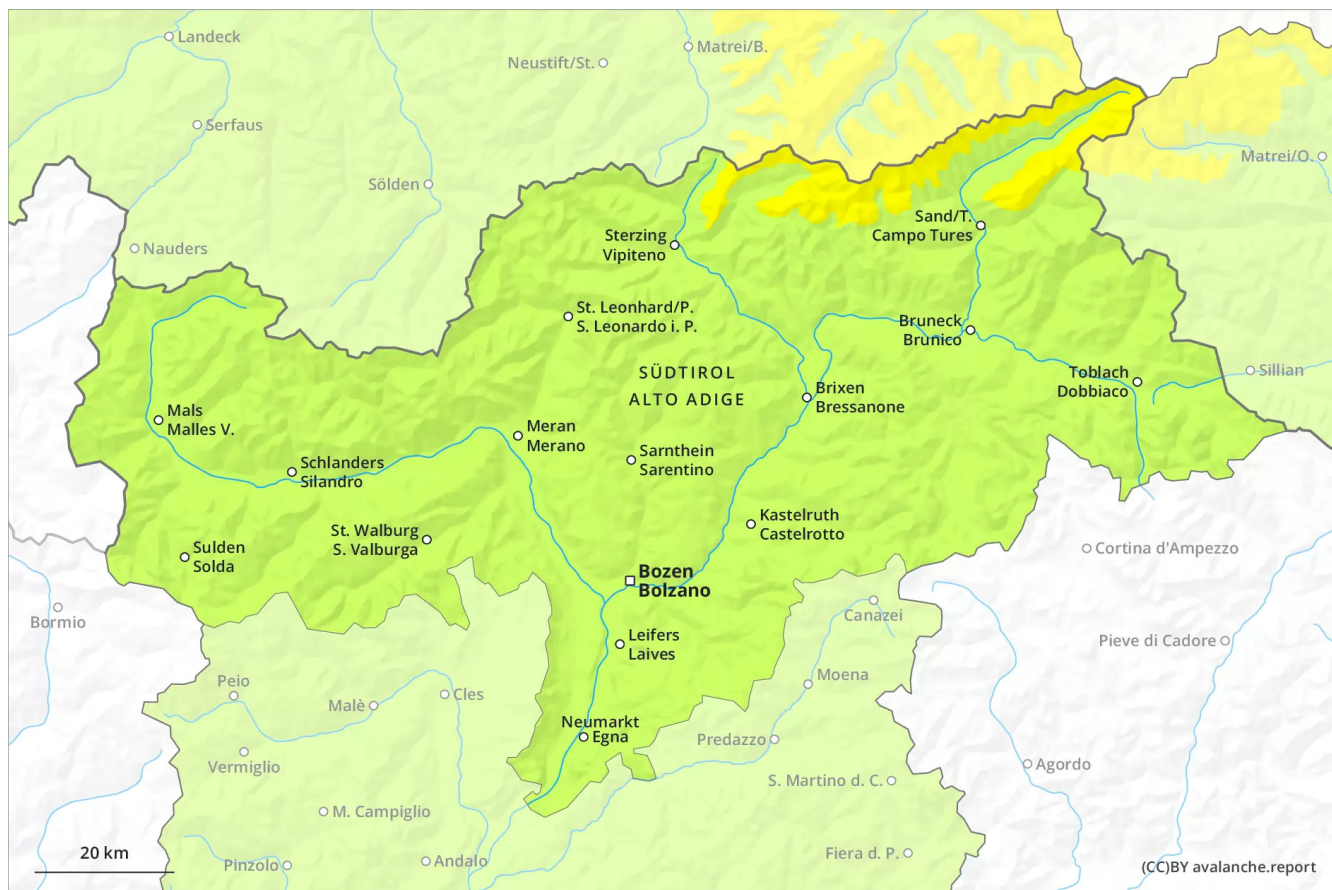 Landeck
Matrei/B.
Neustift/St.
Serfaus
Matrei/O.
Sölden
Sand/T.
Campo Tures
Sterzing
Vipiteno
Nauders
St. Leonhard/P.
S. Leonardo i. P.
Bruneck
Brunico
SÜDTIROL
ALTO ADIGE
Toblach
Dobbiaco
Sillian
Brixen
Bressanone
Mals
Malles V.
Meran
Merano
Sarnthein
Sarentino
Schlanders
Silandro
Kastelruth
Castelrotto
St. Walburg
S. Valburga
Sulden
Solda
Cortina d'Ampezzo
Bozen
Bolzano
Bormio
Canazei
Leifers
Laives
Pieve di Cadore
Moena
Peio
Malè
Cles
Neumarkt
Egna
Predazzo
Vermiglio
Agordo
S. Martino d. C.
M. Campiglio
20 km
Pinzolo
Andalo
Fiera d. P.
(CC)BY avalanche.report